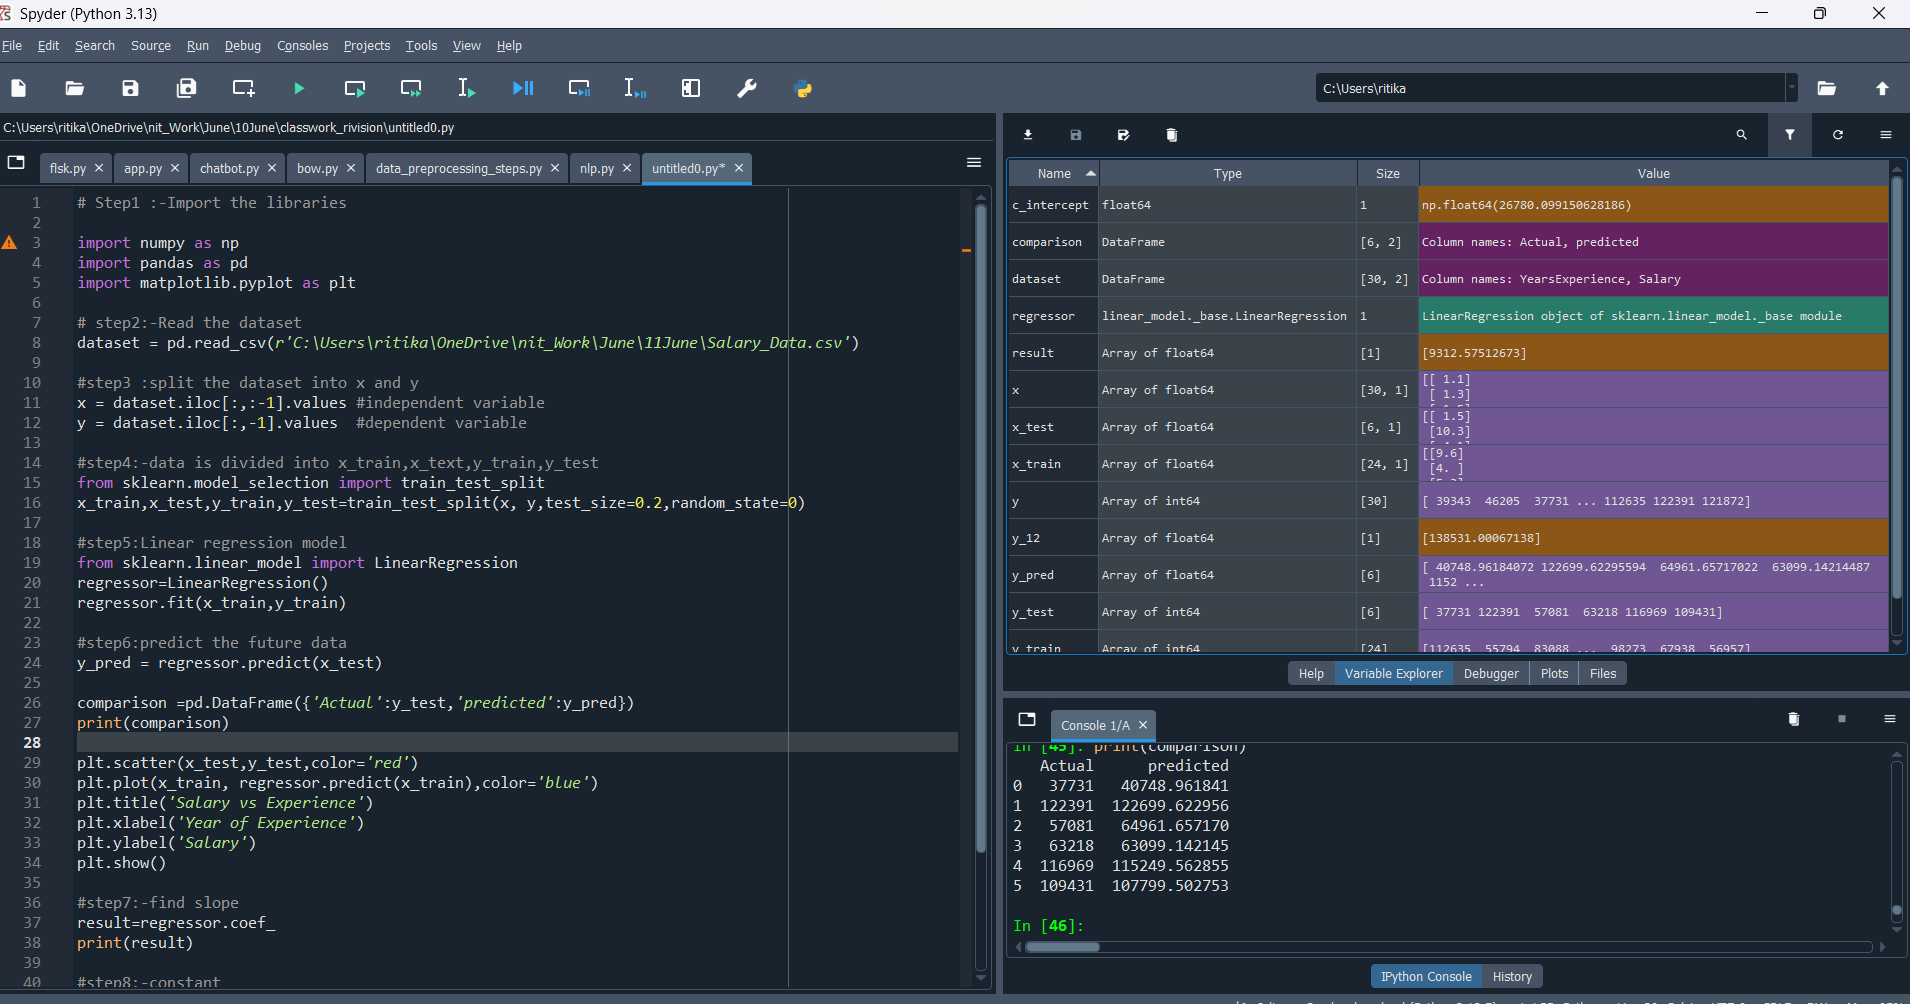 Spyder (Python 3.13)
File Edit Search Source Run Debug Consoles Projects Tools View Help
C:\Users\ritika
C:\Users\ritika\OneDrive\nit_Work\June\10June\classwork_rivision\untitled0.py
flsk.py app.py chatbot.py bow.py data_preprocessing_steps.py nlp.py untitled0.py*
1 # Step1 :-Import the libraries
2
3 import numpy as np
4 import pandas as pd
5 import matplotlib.pyplot as plt
6
7 # step2:-Read the dataset
8 dataset = pd.read_csv(r'C:\Users\ritika\OneDrive\nit_Work\June\11June\Salary_Data.csv')
9
10 #step3 :split the dataset into x and y
11 x = dataset.iloc[:,:-1].values #independent variable
12 y = dataset.iloc[:,-1].values  #dependent variable
13
14 #step4:-data is divided into x_train,x_text,y_train,y_test
15 from sklearn.model_selection import train_test_split
16 x_train,x_test,y_train,y_test=train_test_split(x, y,test_size=0.2,random_state=0)
17
18 #step5:Linear regression model
19 from sklearn.linear_model import LinearRegression
20 regressor=LinearRegression()
21 regressor.fit(x_train,y_train)
22
23 #step6:predict the future data
24 y_pred = regressor.predict(x_test)
25
26 comparison =pd.DataFrame({'Actual':y_test,'predicted':y_pred})
27 print(comparison)
28
29 plt.scatter(x_test,y_test,color='red')
30 plt.plot(x_train, regressor.predict(x_train),color='blue')
31 plt.title('Salary vs Experience')
32 plt.xlabel('Year of Experience')
33 plt.ylabel('Salary')
34 plt.show()
35
36 #step7:-find slope
37 result=regressor.coef_
38 print(result)
39
40 #step8:-constant
Name Type Size Value
c_intercept float64 1 np.float64(26780.099150628186)
comparison DataFrame [6, 2] Column names: Actual, predicted
dataset DataFrame [30, 2] Column names: YearsExperience, Salary
regressor linear_model._base.LinearRegression 1 LinearRegression object of sklearn.linear_model._base module
result Array of float64 [1] [9312.57512673]
x Array of float64 [30, 1] [[ 1.1]
[ 1.3]
x_test Array of float64 [6, 1] [[ 1.5]
[10.3]
x_train Array of float64 [24, 1] [[9.6]
[4. ]
y Array of int64 [30] [ 39343 46205 37731 ... 112635 122391 121872]
y_12 Array of float64 [1] [138531.00067138]
y_pred Array of float64 [6] [ 40748.96184072 122699.62295594 64961.65717022 63099.14214487
1152 ...
y_test Array of int64 [6] [ 37731 122391 57081 63218 116969 109431]
y_train Array of int64 [24] [112635 55794 83088 ... 98273 67938 56957]
Help Variable Explorer Debugger Plots Files
Console 1/A
In [45]: print(comparison)
Actual predicted
0 37731 40748.961841
1 122391 122699.622956
2 57081 64961.657170
3 63218 63099.142145
4 116969 115249.562855
5 109431 107799.502753
In [46]:
IPython Console History